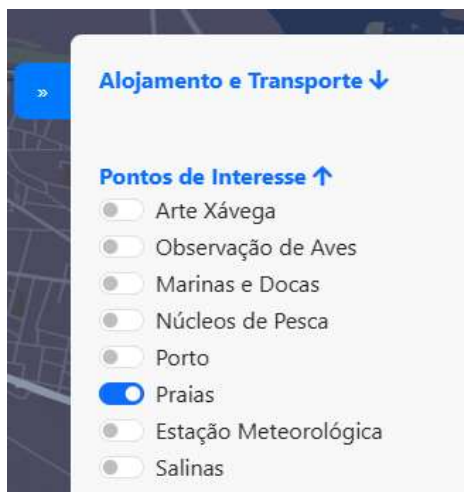 »
Alojamento e Transporte ↓
Pontos de Interesse ↑
Arte Xávega
Observação de Aves
Marinas e Docas
Núcleos de Pesca
Porto
Praias
Estação Meteorológica
Salinas